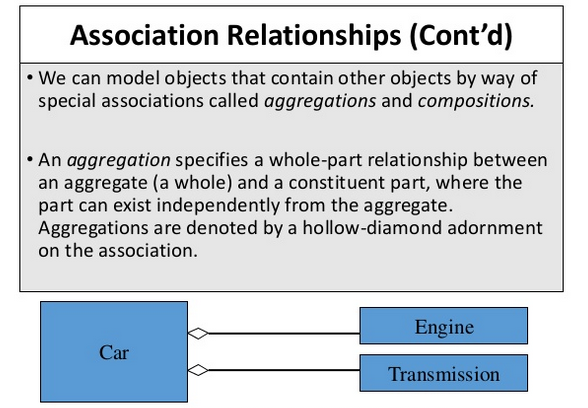 Association Relationships (Cont’d)
• We can model objects that contain other objects by way of
special associations called aggregations and compositions.
• An aggregation specifies a whole-part relationship between
an aggregate (a whole) and a constituent part, where the
part can exist independently from the aggregate.
Aggregations are denoted by a hollow-diamond adornment
on the association.
Car
Engine
Transmission